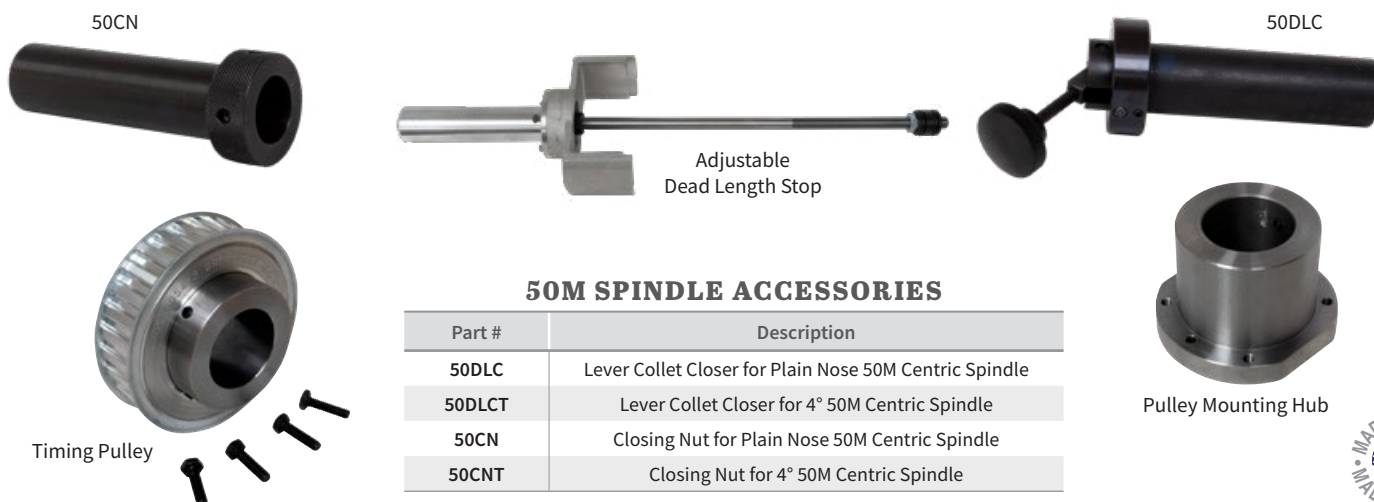 50CN
50DLC
Adjustable
Dead Length Stop
Timing Pulley
Pulley Mounting Hub
50M SPINDLE ACCESSORIES
Part # Description
50DLC Lever Collet Closer for Plain Nose 50M Centric Spindle
50DLCT Lever Collet Closer for 4° 50M Centric Spindle
50CN Closing Nut for Plain Nose 50M Centric Spindle
50CNT Closing Nut for 4° 50M Centric Spindle